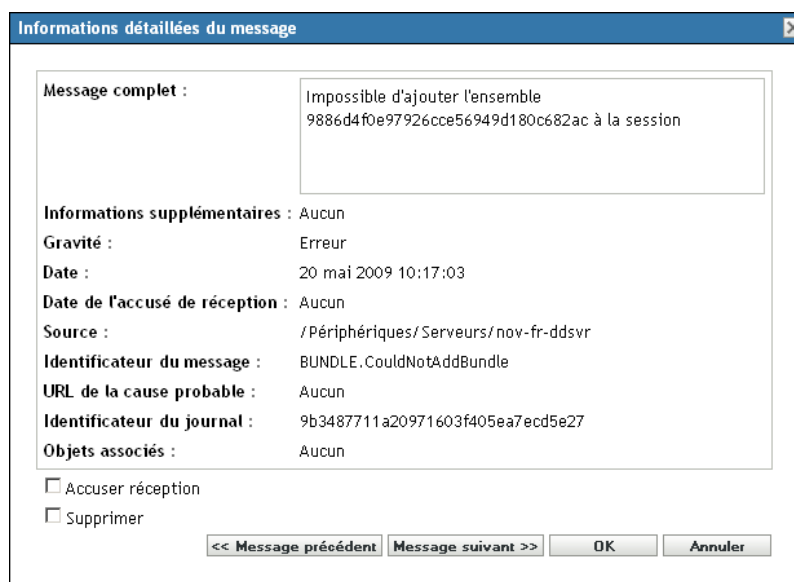 Informations détaillées du message
Message complet :
Impossible d'ajouter l'ensemble
9886d4f0e97926cce56949d180c682ac à la session
Informations supplémentaires : Aucun
Gravité : Erreur
Date : 20 mai 2009 10:17:03
Date de l'accusé de réception : Aucun
Source : /Périphériques/Serveurs/nov-fr-ddsvr
Identificateur du message : BUNDLE.CouldNotAddBundle
URL de la cause probable : Aucun
Identificateur du journal : 9b3487711a20971603f405ea7ecd5e27
Objets associés : Aucun
Accuser réception
Supprimer
<< Message précédent Message suivant >> OK Annuler